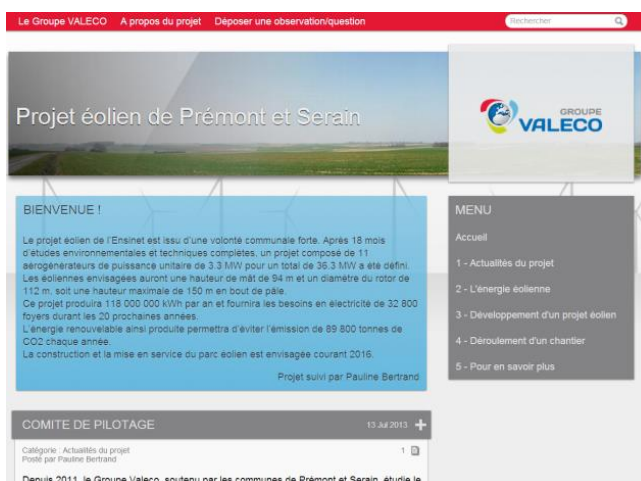 Le Groupe VALECO A propos du projet Déposer une observation/question Rechercher
Projet éolien de Prémont et Serain
GROUPE
VALECO
BIENVENUE !
Le projet éolien de l'Ensinet est issu d'une volonté communale forte. Après 18 mois
d'études environnementales et techniques complètes, un projet composé de 11
aérogénérateurs de puissance unitaire de 3.3 MW pour un total de 36.3 MW a été défini.
Les éoliennes envisagées auront une hauteur de mât de 94 m et un diamètre du rotor de
112 m. soit une hauteur maximale de 150 m en bout de pale.
Ce projet produira 118 000 000 kWh par an et fournira les besoins en électricité de 32 800
foyers durant les 20 prochaines années.
L'énergie renouvelable ainsi produite permettra d'éviter l'émission de 89 800 tonnes de
CO2 chaque année.
La construction et la mise en service du parc éolien est envisagée courant 2016.
Projet suivi par Pauline Bertrand
MENU
Accueil
1 - Actualités du projet
2 - L'énergie éolienne
3 - Développement d'un projet éolien
4 - Déroulement d'un chantier
5 - Pour en savoir plus
COMITE DE PILOTAGE 13 Jul 2013
Catégorie : Actualités du projet 1
Posté par Pauline Bertrand
Depuis 2011, le Groupe Valeco, soutenu par les communes de Prémont et Serain, étudie le